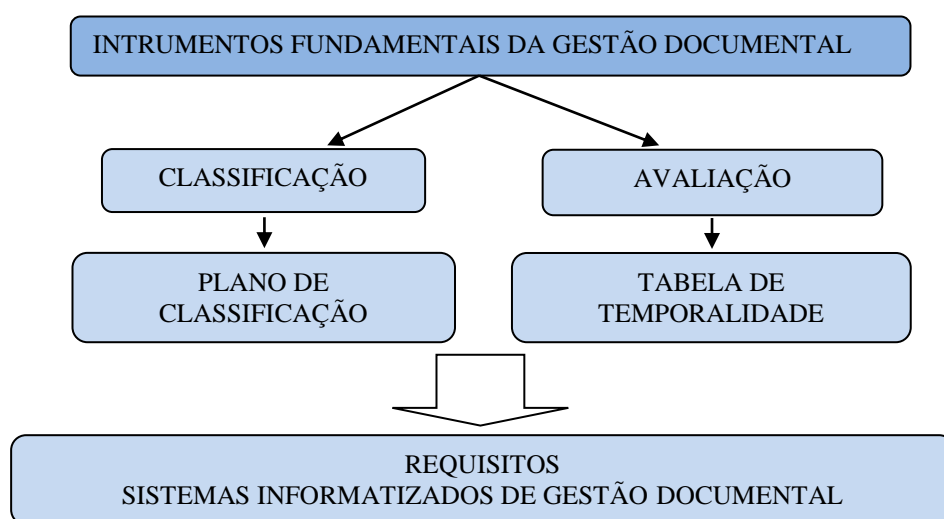 INTRUMENTOS FUNDAMENTAIS DA GESTÃO DOCUMENTAL
CLASSIFICAÇÃO
AVALIAÇÃO
PLANO DE
CLASSIFICAÇÃO
TABELA DE
TEMPORALIDADE
REQUISITOS
SISTEMAS INFORMATIZADOS DE GESTÃO DOCUMENTAL